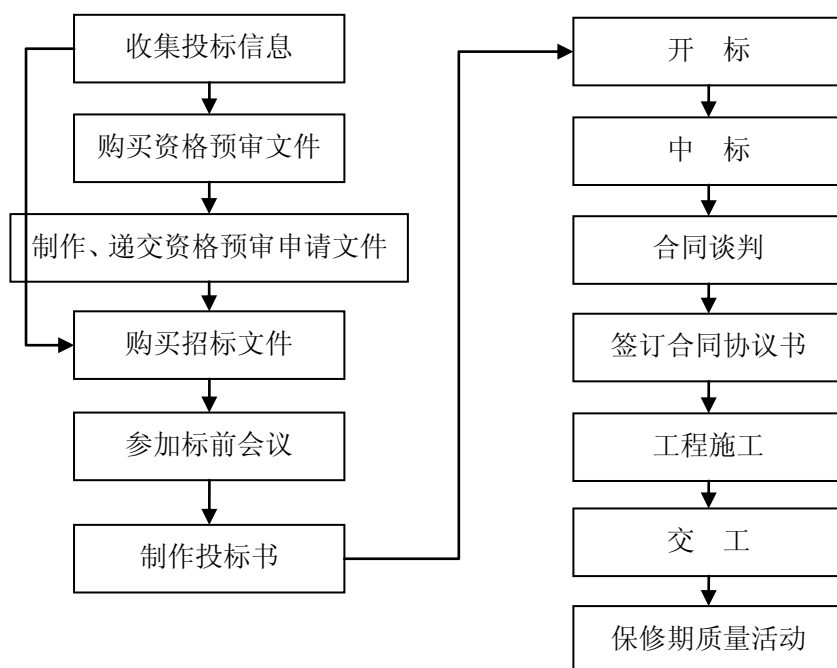 收集投标信息
购买资格预审文件
制作、递交资格预审申请文件
购买招标文件
参加标前会议
制作投标书
开　标
中　标
合同谈判
签订合同协议书
工程施工
交　工
保修期质量活动